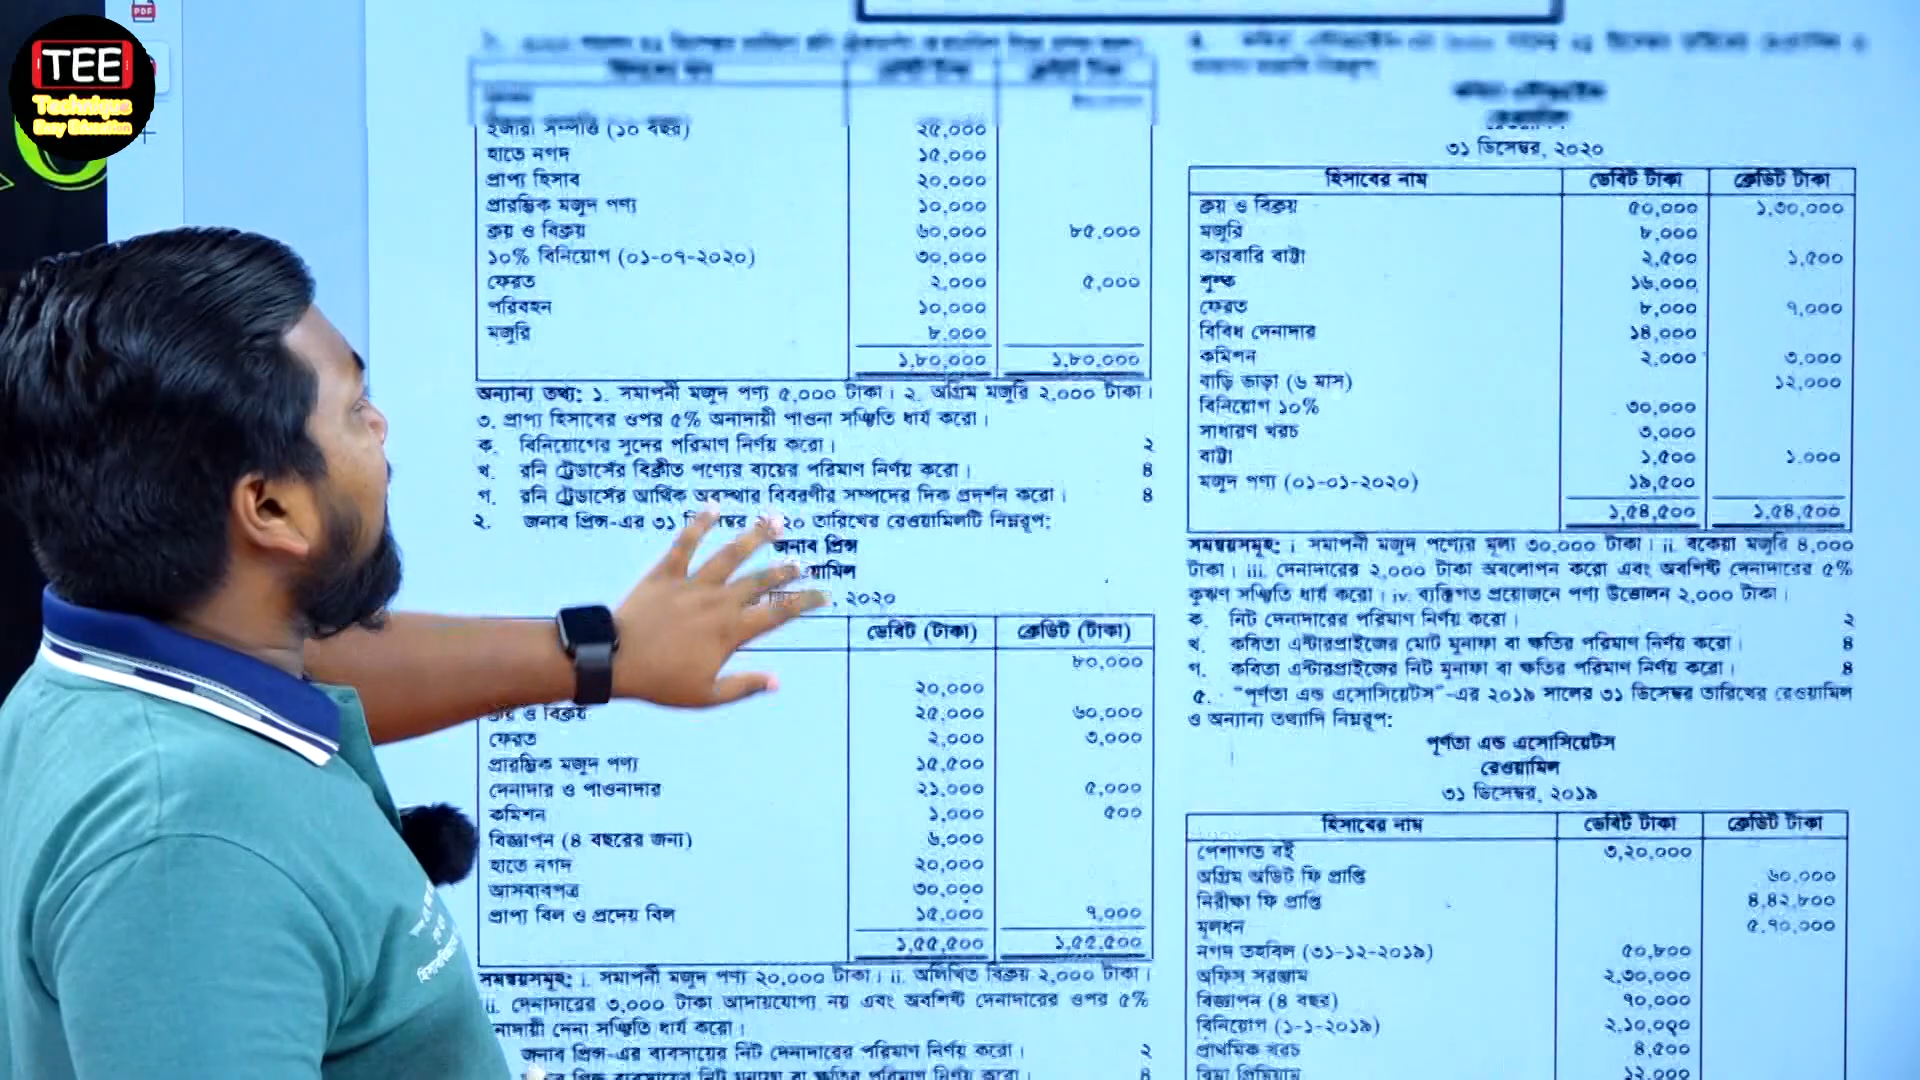 TEE
Technique
Easy Education
PDF
ইজারা সম্পত্তি (১০ বছর) ২৫,০০০
হাতে নগদ ১৫,০০০
প্রাপ্য হিসাব ২০,০০০
প্রারম্ভিক মজুদ পণ্য ১০,০০০
ক্রয় ও বিক্রয় ৬০,০০০ ৮৫,০০০
১০% বিনিয়োগ (০১-০৭-২০২০) ৩০,০০০
ফেরত ২,০০০ ৫,০০০
পরিবহন ১০,০০০
মজুরি ৮,০০০
১,৮০,০০০ ১,৮০,০০০
অন্যান্য তথ্য: ১. সমাপনী মজুদ পণ্য ৫,০০০ টাকা। ২. অগ্রিম মজুরি ২,০০০ টাকা।
৩. প্রাপ্য হিসাবের ওপর ৫% অনাদায়ী পাওনা সঞ্চিতি ধার্য করো।
ক. বিনিয়োগের সুদের পরিমাণ নির্ণয় করো। ২
খ. রনি ট্রেডার্সের বিক্রীত পণ্যের ব্যয়ের পরিমাণ নির্ণয় করো। ৪
গ. রনি ট্রেডার্সের আর্থিক অবস্থার বিবরণীর সম্পদের দিক প্রদর্শন করো। ৪
২. জনাব প্রিন্স-এর ৩১ তারিখের রেওয়ামিলটি নিম্নরূপ:
জনাব প্রিন্স
, ২০২০
ডেবিট (টাকা) ক্রেডিট (টাকা)
৮০,০০০
২০,০০০
ক্রয় ও বিক্রয় ২৫,০০০ ৬০,০০০
ফেরত ২,০০০ ৩,০০০
প্রারম্ভিক মজুদ পণ্য ১৫,৫০০
দেনাদার ও পাওনাদার ২১,০০০ ৫,০০০
কমিশন ১,০০০ ৫০০
বিজ্ঞাপন (৪ বছরের জন্য) ৬,০০০
হাতে নগদ ২০,০০০
আসবাবপত্র ৩০,০০০
প্রাপ্য বিল ও প্রদেয় বিল ১৫,০০০ ৭,০০০
১,৫৫,৫০০ ১,৫৫,৫০০
সমন্বয়সমূহ: i. সমাপনী মজুদ পণ্য ২০,০০০ টাকা। ii. অলিখিত বিক্রয় ২,০০০ টাকা।
দেনাদারের ৩,০০০ টাকা আদায়যোগ্য নয় এবং অবশিষ্ট দেনাদারের ওপর ৫%
দেনা সঞ্চিতি ধার্য করো।
জনাব প্রিন্স-এর ব্যবসায়ের নিট দেনাদারের পরিমাণ নির্ণয় করো। ২
প্রিন্স ব্যবসায়ের নিট মুনাফা বা ক্ষতির পরিমাণ নির্ণয় করো। ৪
৩১ ডিসেম্বর, ২০২০
হিসাবের নাম ডেবিট টাকা ক্রেডিট টাকা
ক্রয় ও বিক্রয় ৫০,০০০ ১,৩০,০০০
মজুরি ৮,০০০
কারবারি বাট্টা ২,৫০০ ১,৫০০
শুল্ক ১৬,০০০
ফেরত ৮,০০০ ৭,০০০
বিবিধ দেনাদার ১৪,০০০
কমিশন ২,০০০ ৩,০০০
বাড়ি ভাড়া (৬ মাস) ১২,০০০
বিনিয়োগ ১০% ৩০,০০০
সাধারণ খরচ ৩,০০০
বাট্টা ১,৫০০ ১,০০০
মজুদ পণ্য (০১-০১-২০২০) ১৯,৫০০
১,৫৪,৫০০ ১,৫৪,৫০০
সমন্বয়সমূহ: i. সমাপনী মজুদ পণ্যের মূল্য ৩০,০০০ টাকা। ii. বকেয়া মজুরি ৪,০০০
টাকা। iii. দেনাদারের ২,০০০ টাকা অবলোপন করো এবং অবশিষ্ট দেনাদারের ৫%
কুঋণ সঞ্চিতি ধার্য করো। iv. ব্যক্তিগত প্রয়োজনে পণ্য উত্তোলন ২,০০০ টাকা।
ক. নিট দেনাদারের পরিমাণ নির্ণয় করো। ২
খ. কবিতা এন্টারপ্রাইজের মোট মুনাফা বা ক্ষতির পরিমাণ নির্ণয় করো। ৪
গ. কবিতা এন্টারপ্রাইজের নিট মুনাফা বা ক্ষতির পরিমাণ নির্ণয় করো। ৪
৫. "পূর্ণতা এন্ড এসোসিয়েটস"-এর ২০১৯ সালের ৩১ ডিসেম্বর তারিখের রেওয়ামিল
ও অন্যান্য তথ্যাদি নিম্নরূপ:
পূর্ণতা এন্ড এসোসিয়েটস
রেওয়ামিল
৩১ ডিসেম্বর, ২০১৯
হিসাবের নাম ডেবিট টাকা ক্রেডিট টাকা
পেশাগত বই ৩,২০,০০০
অগ্রিম অডিট ফি প্রাপ্তি ৬০,০০০
নিরীক্ষা ফি প্রাপ্তি ৪,৪২,৮০০
মূলধন ৫,৭০,০০০
নগদ তহবিল (৩১-১২-২০১৯) ৫০,৮০০
অফিস সরঞ্জাম ২,৩০,০০০
বিজ্ঞাপন (৪ বছর) ৭০,০০০
বিনিয়োগ (১-১-২০১৯) ২,১০,০০০
প্রাথমিক খরচ ৪,৫০০
বিমা প্রিমিয়াম ১২,০০০